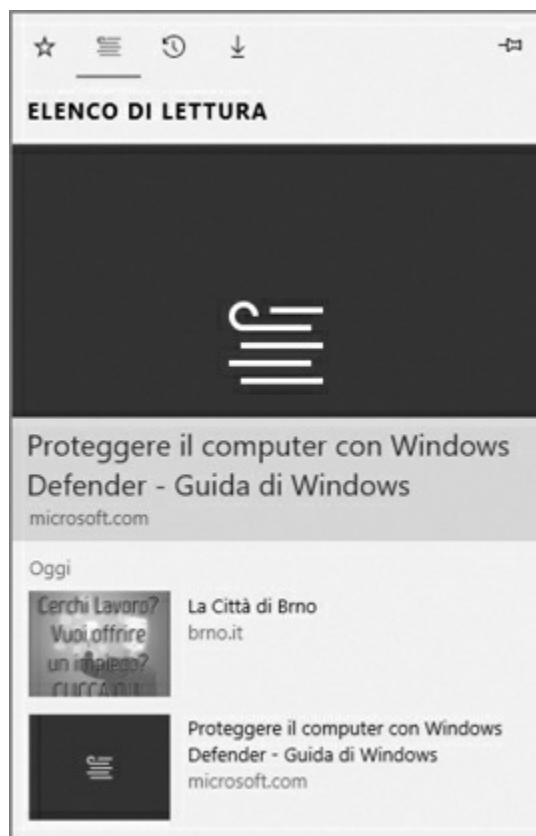 ELENCO DI LETTURA
Proteggere il computer con Windows
Defender - Guida di Windows
microsoft.com
Oggi
Cerchi Lavoro?
Vuoi offrire
un impiego?
CLICCA QUI
La Città di Brno
brno.it
Proteggere il computer con Windows
Defender - Guida di Windows
microsoft.com